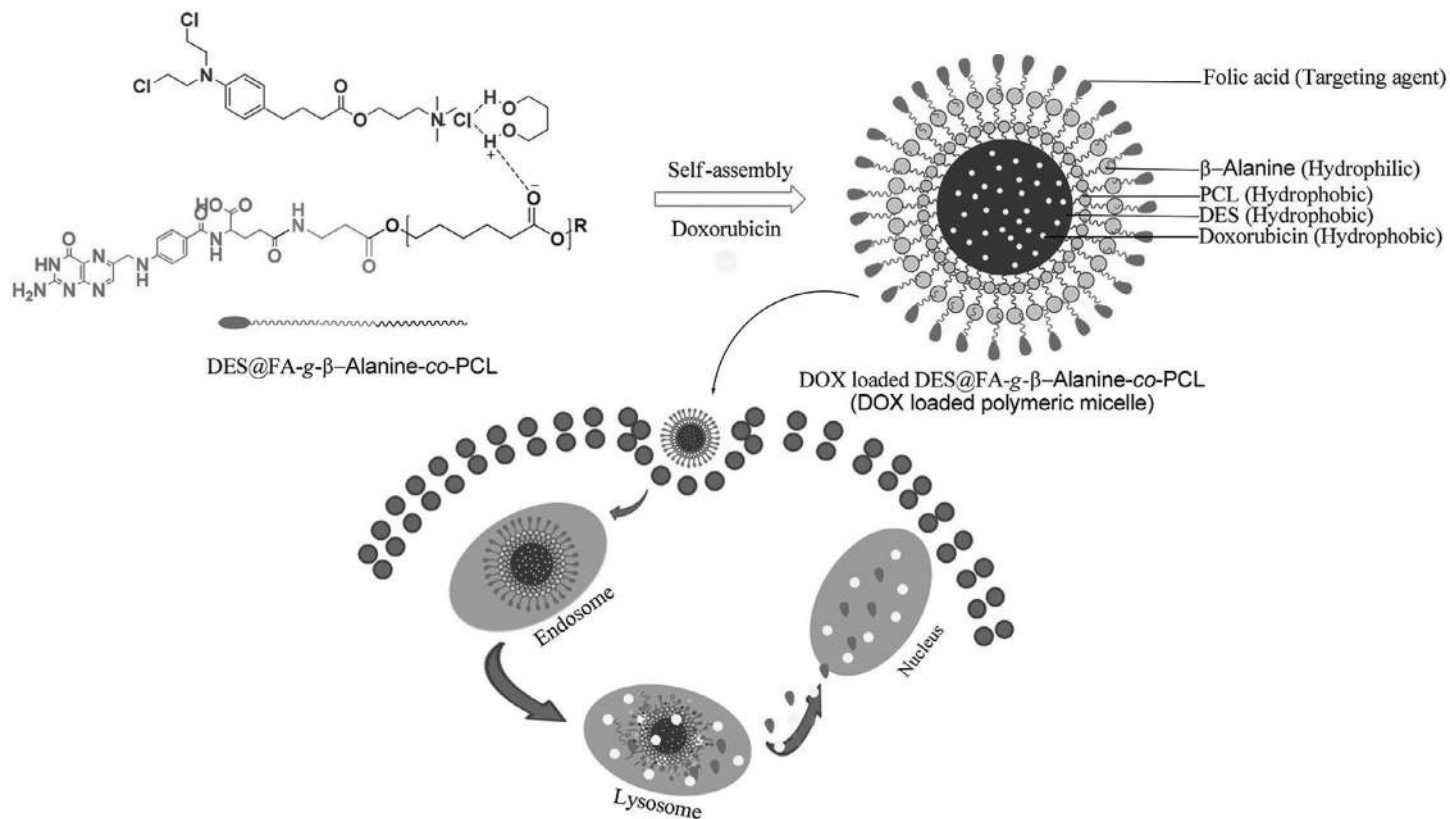 Cl
N
Cl
O
O
N
Cl
H
O
H
O
+
O
−
HO
O
O
N
H
O
H
N
O
O
O
R
O
N
NH
HN
H₂N
N
N
N
H
DES@FA-g-β–Alanine-co-PCL
Self-assembly
Doxorubicin
Folic acid (Targeting agent)
β-Alanine (Hydrophilic)
PCL (Hydrophobic)
DES (Hydrophobic)
Doxorubicin (Hydrophobic)
DOX loaded DES@FA-g-β–Alanine-co-PCL
(DOX loaded polymeric micelle)
Endosome
Lysosome
Nucleus